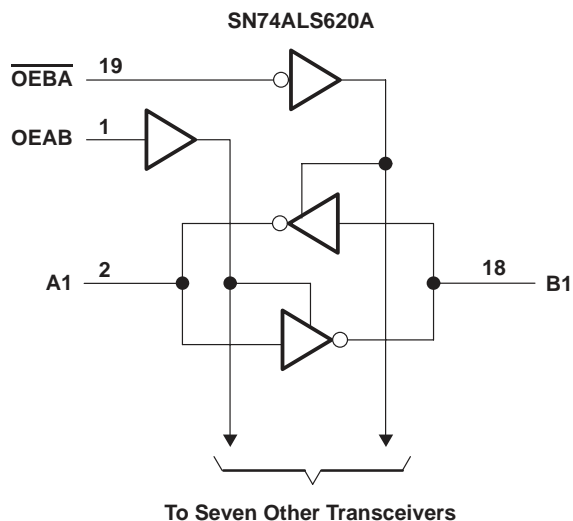 SN74ALS620A
OEBA 19
OEAB 1
A1 2
18 B1
To Seven Other Transceivers